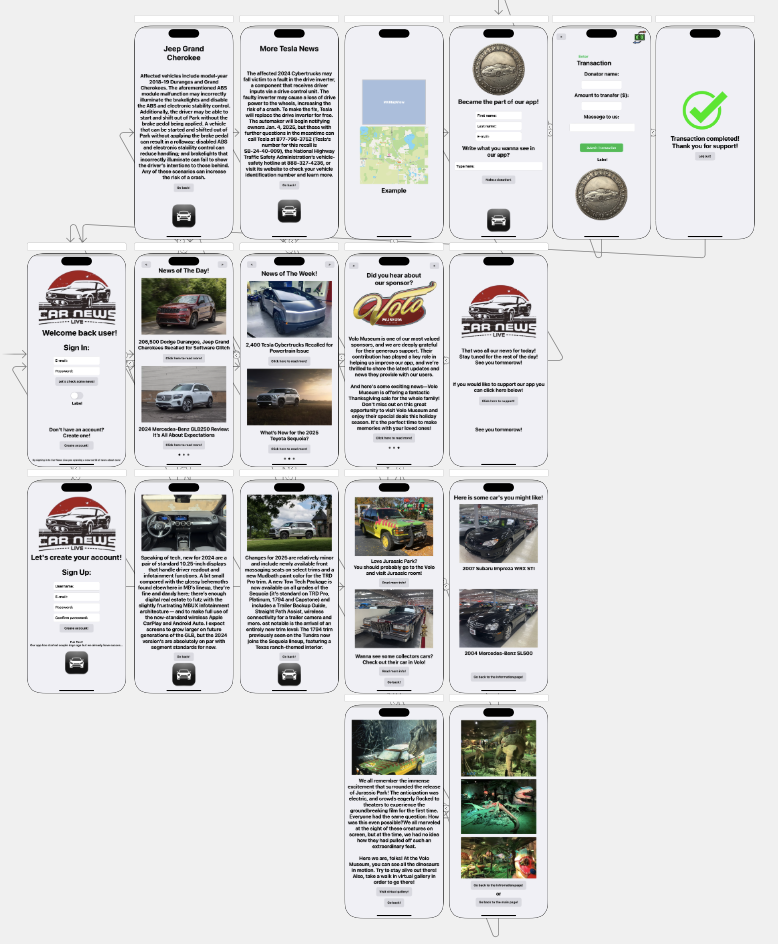 Jeep Grand
Cherokee
Affected vehicles include model-year
2018-19 Durangos and Grand
Cherokees. The aforementioned ABS
module malfunction may incorrectly
illuminate the brakelights and disable
the ABS and electronic stability control.
Additionally, the driver may be able to
start and shift out of Park without the
brake pedal being applied. A vehicle
that can be started and shifted out of
Park without applying the brake pedal
can result in a rollaway; disabled ABS
and electronic stability control can
reduce handling; and brakelights that
incorrectly illuminate can fail to show
the driver's intentions to those behind.
Any of these scenarios can increase
the risk of a crash.
Go back!
More Tesla News
The affected 2024 Cybertrucks may
fall victim to a fault in the drive inverter,
a component that receives driver
inputs via a drive control unit. The
faulty inverter may cause a loss of drive
power to the wheels, increasing the
risk of a crash. To make the fix, Tesla
will replace the drive inverter for free.
The automaker will begin notifying
owners Jan. 4, 2025, but those with
further questions in the meantime can
call Tesla at 877-798-3752 (Tesla's
number for this recall is
SB-24-40-009), the National Highway
Traffic Safety Administration's vehicle-
safety hotline at 888-327-4236, or
visit its website to check your vehicle
identification number and learn more.
Go back!
Example
Became the part of our app!
First name:
Last name:
e-mail:
Write what you wanna see in
our app?
Type here:
Make a donation!
Transaction
Donator name:
Amount to transfer ($):
Message to us:
Submit Transaction
Label
Transaction completed!
Thank you for support!
CAR NEWS
LIVE
Welcome back user!
Sign In:
E-mail:
Password:
Let's check some news!
Label
Don't have an account?
Create one!
Create account!
News of The Day!
208,500 Dodge Durangos, Jeep Grand
Cherokees Recalled for Software Glitch
Click here to read more!
2024 Mercedes-Benz GLB250 Review:
It's All About Expectations
Click here to read more!
News of The Week!
2,400 Tesla Cybertrucks Recalled for
Powertrain Issue
Click here to read more!
What's New for the 2025
Toyota Sequoia?
Click here to read more!
Did you hear about
our sponsor?
Volo
MUSEUM
Volo Museum is one of our most valued
sponsors, and we are deeply grateful
for their generous support. Their
contribution has played a key role in
helping us improve our app, and we're
thrilled to share the latest updates and
news they provide with our users.
And here's some exciting news—Volo
Museum is offering a fantastic
Thanksgiving sale for the whole family!
Don't miss out on this great
opportunity to visit Volo Museum and
enjoy their special deals this holiday
season. It's the perfect time to make
memories with your loved ones!
Click here to read more!
CAR NEWS
LIVE
That was all our news for today!
Stay tuned for the rest of the day!
See you tommorow!
If you would like to support our app you
can click here below!
Click here to support!
See you tommorow!
CAR NEWS
LIVE
Let's create your account!
Sign Up:
Username:
E-mail:
Password:
Confirm password:
Create account!
Speaking of tech, new for 2024 are a
pair of standard 10.25-inch displays
that handle driver readout and
infotainment functions. A bit small
compared with the glossy behemoths
found elsewhere in MB's lineup, they're
fine and dandy here; there's enough
digital real estate to futz with the
slightly frustrating MBUX infotainment
architecture — and to make full use of
the now-standard wireless Apple
CarPlay and Android Auto. I expect
screens to grow larger on future
generations of the GLB, but the 2024
version's are absolutely on par with
segment standards for new.
Go back!
Changes for 2025 are relatively minor
and include newly available front
massaging seats on select trims and a
new Mudbath paint color for the TRD
Pro trim. A new Tow Tech Package is
now available on all grades of the
Sequoia (it's standard on TRD Pro,
Platinum, 1794 and Capstone) and
includes a Trailer Backup Guide,
Straight Path Assist, wireless
connectivity for a trailer camera and
more. ost notable is the arrival of an
entirely new trim level: The 1794 trim
previously seen on the Tundra now
joins the Sequoia lineup, featuring a
Texas ranch-themed interior.
Go back!
Love Jurassic Park?
You should probably go to the Volo
and visit Jurassic room!
Read more info!
Wanna see some collectors cars?
Check out their car in Volo!
Read more info!
Go back!
Here is some car's you might like!
2007 Subaru Impreza WRX STI
2004 Mercedes-Benz SL500
Go back to the information page!
We all remember the immense
excitement that surrounded the release
of Jurassic Park! The anticipation was
electric, and crowds eagerly flocked to
theaters to experience the
groundbreaking film for the first time.
Everyone had the same question: How
was this even possible?We all marveled
at the sight of these creatures on
screen, but at the time, we had no idea
how they had pulled off such an
extraordinary feat.
Here we are, folks! At the Volo
Museum, you can see all the dinosaurs
in motion. Try to stay alive out there!
Also, take a walk in virtual gallery in
order to go there!
Visit virtual gallery!
Go back!
Go back to the information page!
or
Go back to the main page!